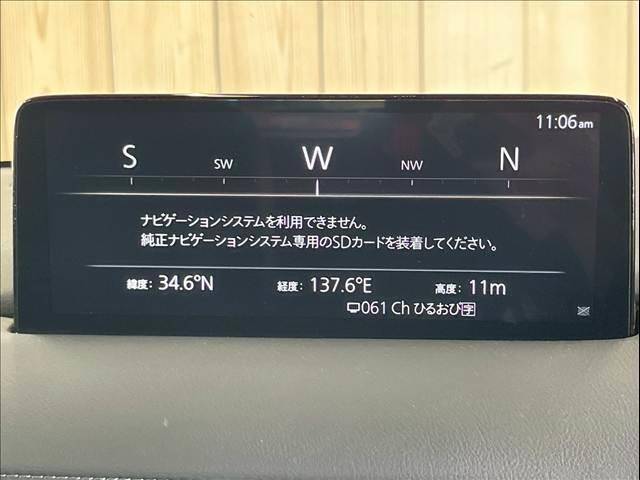 11:06am
S SW W NW N
ナビゲーションシステムを利用できません。
純正ナビゲーションシステム専用のSDカードを装着してください。
緯度: 34.6°N 経度: 137.6°E 高度: 11m
061 Ch ひるおび字